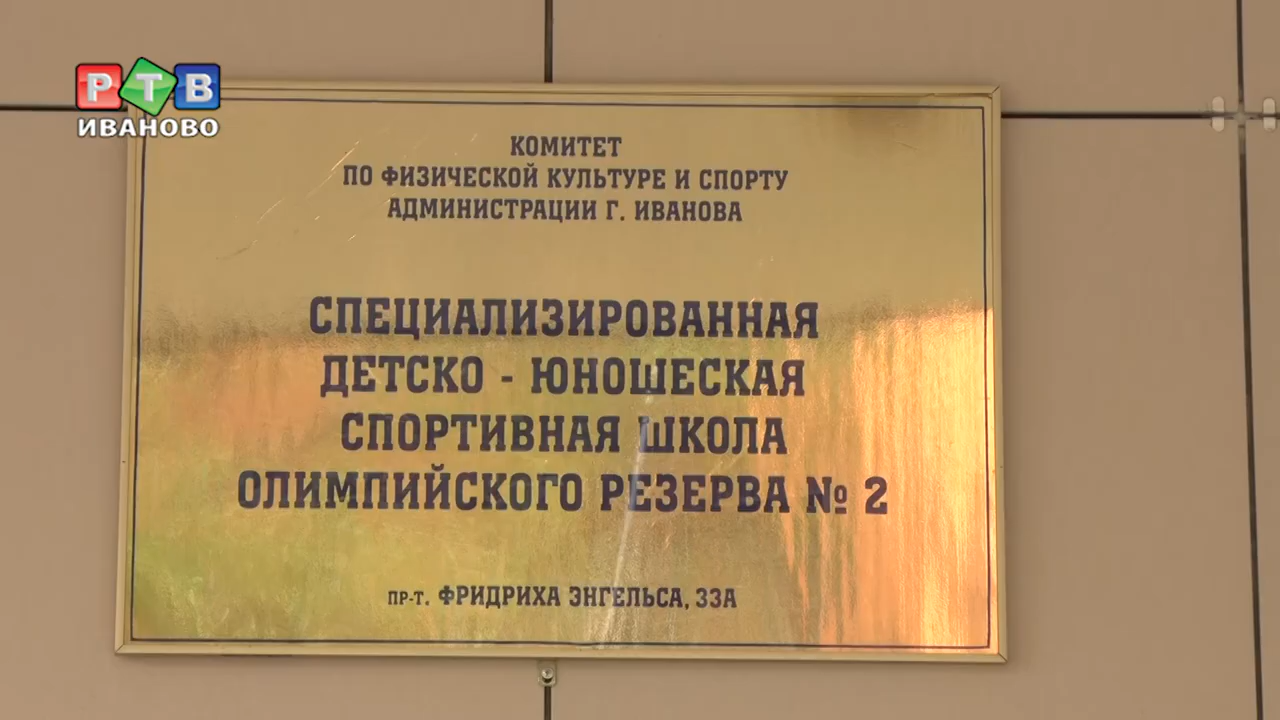 РТВ
ИВАНОВО
КОМИТЕТ
ПО ФИЗИЧЕСКОЙ КУЛЬТУРЕ И СПОРТУ
АДМИНИСТРАЦИИ Г. ИВАНОВА
СПЕЦИАЛИЗИРОВАННАЯ
ДЕТСКО - ЮНОШЕСКАЯ
СПОРТИВНАЯ ШКОЛА
ОЛИМПИЙСКОГО РЕЗЕРВА № 2
ПР-Т. ФРИДРИХА ЭНГЕЛЬСА, 33А